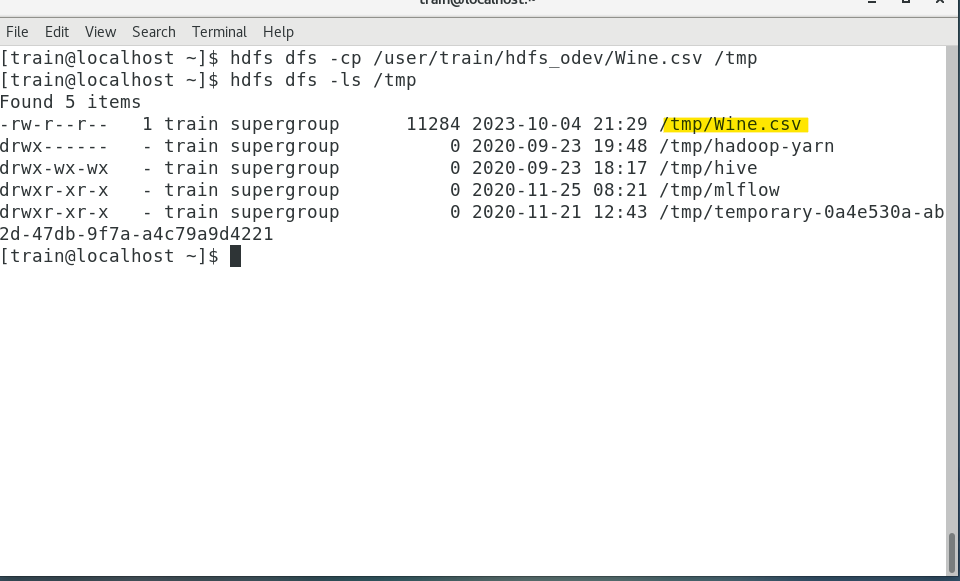 train@localhost:~
File Edit View Search Terminal Help
[train@localhost ~]$ hdfs dfs -cp /user/train/hdfs_odev/Wine.csv /tmp
[train@localhost ~]$ hdfs dfs -ls /tmp
Found 5 items
-rw-r--r--   1 train supergroup      11284 2023-10-04 21:29 /tmp/Wine.csv
drwx------   - train supergroup          0 2020-09-23 19:48 /tmp/hadoop-yarn
drwx-wx-wx   - train supergroup          0 2020-09-23 18:17 /tmp/hive
drwxr-xr-x   - train supergroup          0 2020-11-25 08:21 /tmp/mlflow
drwxr-xr-x   - train supergroup          0 2020-11-21 12:43 /tmp/temporary-0a4e530a-ab
2d-47db-9f7a-a4c79a9d4221
[train@localhost ~]$